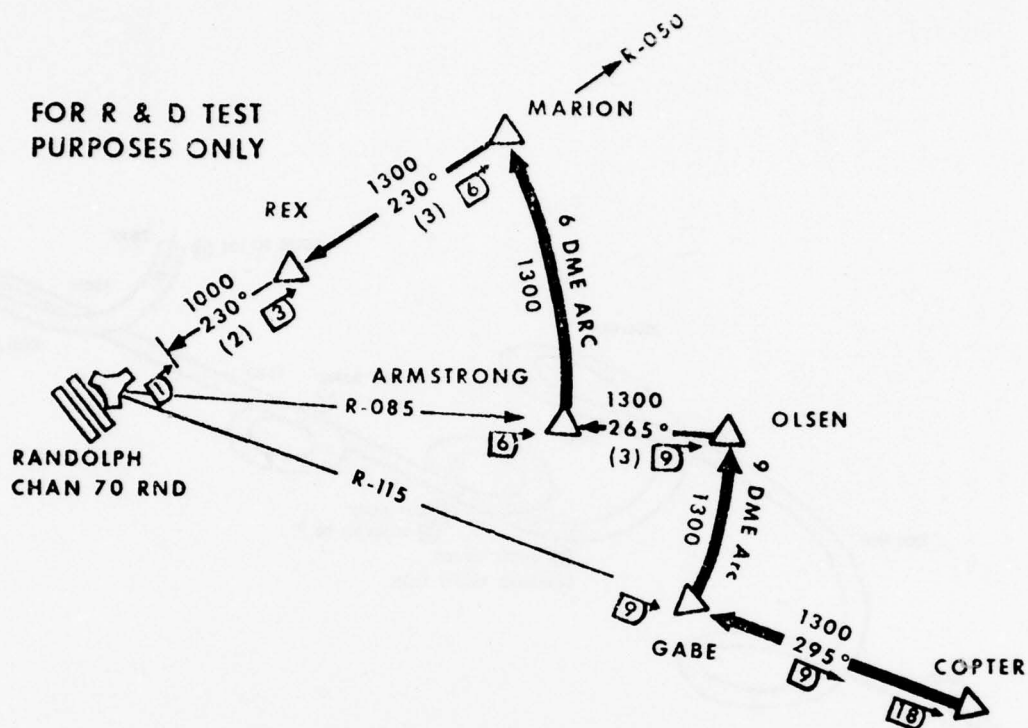 R-050
MARION
FOR R & D TEST
PURPOSES ONLY
1300
230°
(3)
6
REX
6 DME ARC
1300
1000
230°
(2)
3
ARMSTRONG
R-085
6
1300
265°
(3)
9
OLSEN
RANDOLPH
CHAN 70 RND
R-115
9 DME Arc
1300
9
GABE
1300
295°
9
18
COPTER